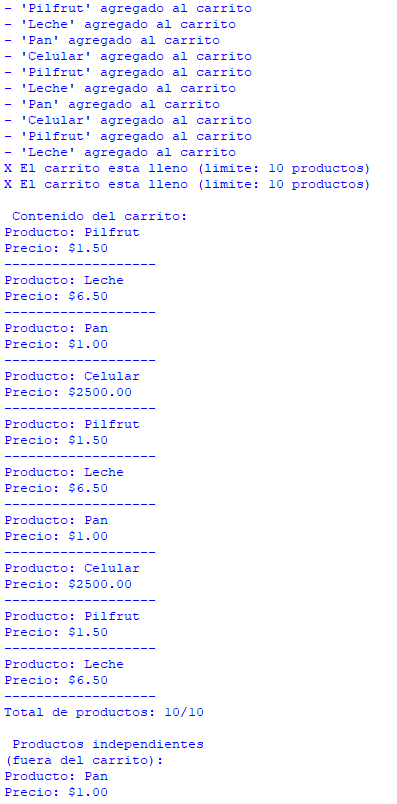 - 'Pilfrut' agregado al carrito
- 'Leche' agregado al carrito
- 'Pan' agregado al carrito
- 'Celular' agregado al carrito
- 'Pilfrut' agregado al carrito
- 'Leche' agregado al carrito
- 'Pan' agregado al carrito
- 'Celular' agregado al carrito
- 'Pilfrut' agregado al carrito
- 'Leche' agregado al carrito
X El carrito esta lleno (limite: 10 productos)
X El carrito esta lleno (limite: 10 productos)
Contenido del carrito:
Producto: Pilfrut
Precio: $1.50
-------------------
Producto: Leche
Precio: $6.50
-------------------
Producto: Pan
Precio: $1.00
-------------------
Producto: Celular
Precio: $2500.00
-------------------
Producto: Pilfrut
Precio: $1.50
-------------------
Producto: Leche
Precio: $6.50
-------------------
Producto: Pan
Precio: $1.00
-------------------
Producto: Celular
Precio: $2500.00
-------------------
Producto: Pilfrut
Precio: $1.50
-------------------
Producto: Leche
Precio: $6.50
-------------------
Total de productos: 10/10
Productos independientes
(fuera del carrito):
Producto: Pan
Precio: $1.00